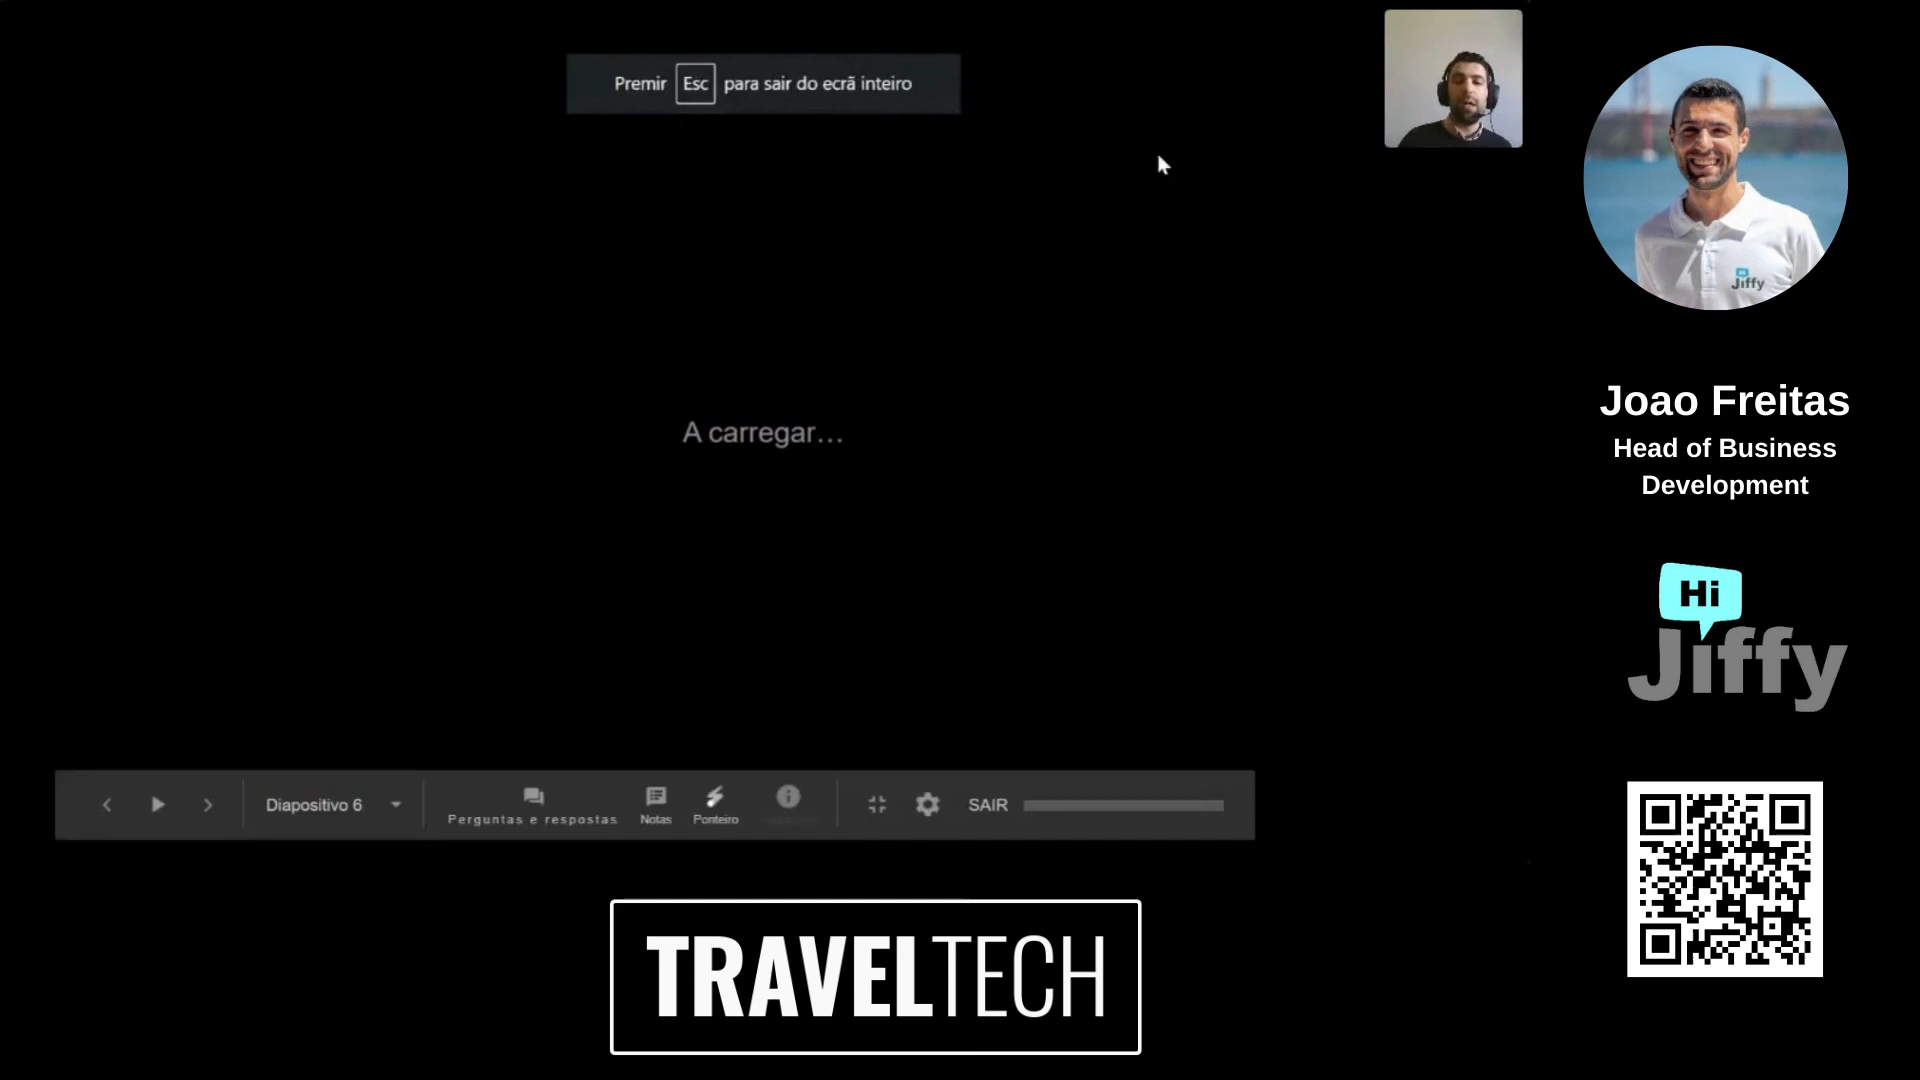 Premir Esc para sair do ecrã inteiro
Jiffy
Joao Freitas
Head of Business
Development
A carregar...
Hi
Jiffy
Diapositivo 6
Perguntas e respostas
Notas
Ponteiro
SAIR
TRAVELTECH